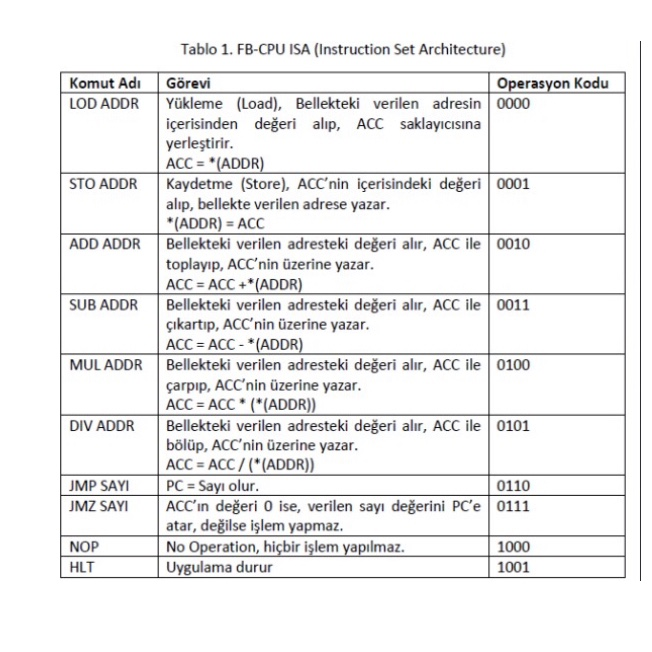 Tablo 1. FB-CPU ISA (Instruction Set Architecture)
Komut Adı Görevi Operasyon Kodu
LOD ADDR Yükleme (Load), Bellekteki verilen adresin 0000
içerisinden değeri alıp, ACC saklayıcısına
yerleştirir.
ACC = *(ADDR)
STO ADDR Kaydetme (Store), ACC’nin içerisindeki değeri 0001
alıp, bellekte verilen adrese yazar.
*(ADDR) = ACC
ADD ADDR Bellekteki verilen adresteki değeri alır, ACC ile 0010
toplayıp, ACC’nin üzerine yazar.
ACC = ACC +*(ADDR)
SUB ADDR Bellekteki verilen adresteki değeri alır, ACC ile 0011
çıkartıp, ACC’nin üzerine yazar.
ACC = ACC - *(ADDR)
MUL ADDR Bellekteki verilen adresteki değeri alır, ACC ile 0100
çarpıp, ACC’nin üzerine yazar.
ACC = ACC * (*(ADDR))
DIV ADDR Bellekteki verilen adresteki değeri alır, ACC ile 0101
bölüp, ACC’nin üzerine yazar.
ACC = ACC / (*(ADDR))
JMP SAYI PC = Sayı olur. 0110
JMZ SAYI ACC’ın değeri 0 ise, verilen sayı değerini PC’e 0111
atar, değilse işlem yapmaz.
NOP No Operation, hiçbir işlem yapılmaz. 1000
HLT Uygulama durur 1001